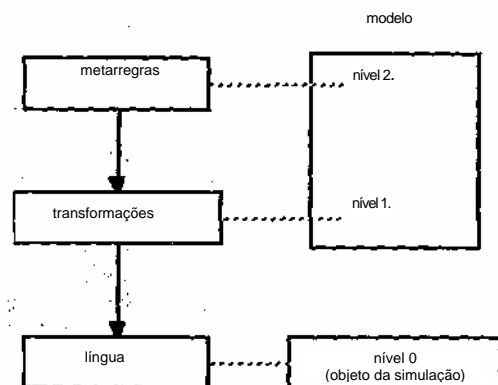 modelo
metarregras
nível 2.
transformações
nível 1.
língua
nível 0
(objeto da simulação)